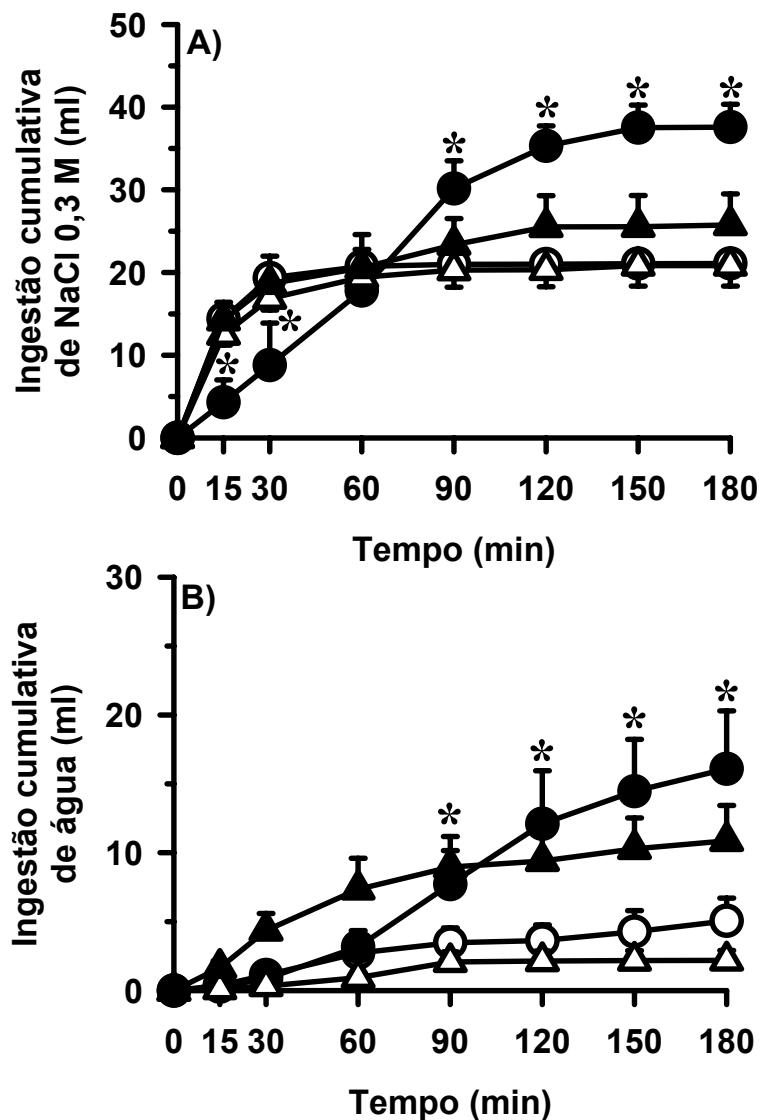 A)
Ingestão cumulativa
de NaCl 0,3 M (ml)
50
40
30
20
10
0
* * * * * *
0 15 30 60 90 120 150 180
Tempo (min)
B)
Ingestão cumulativa
de água (ml)
30
20
10
0
* * * *
0 15 30 60 90 120 150 180
Tempo (min)